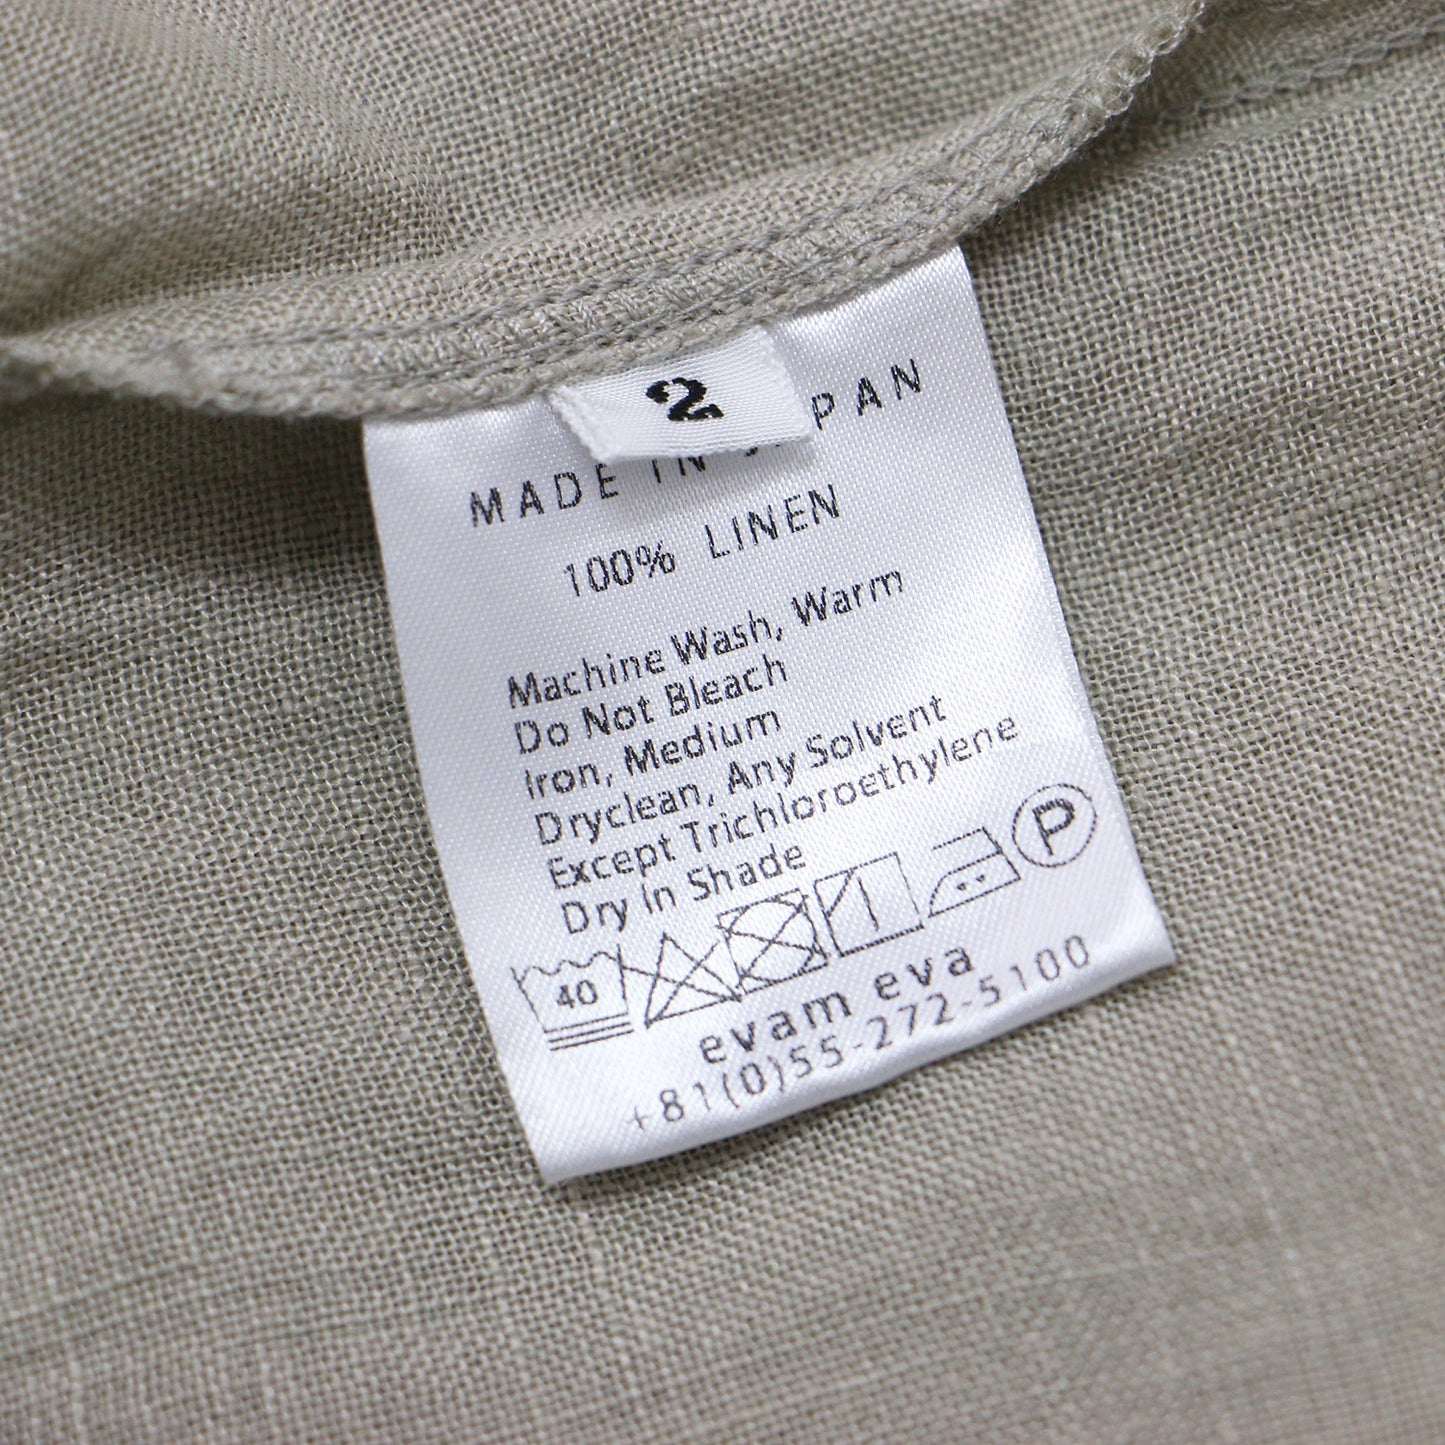 2
MADE IN JAPAN
100% LINEN
Machine Wash, Warm
Do Not Bleach
Iron, Medium
Dryclean, Any Solvent
Except Trichloroethylene
Dry In Shade
40
P
evam eva
+81(0)55-272-5100